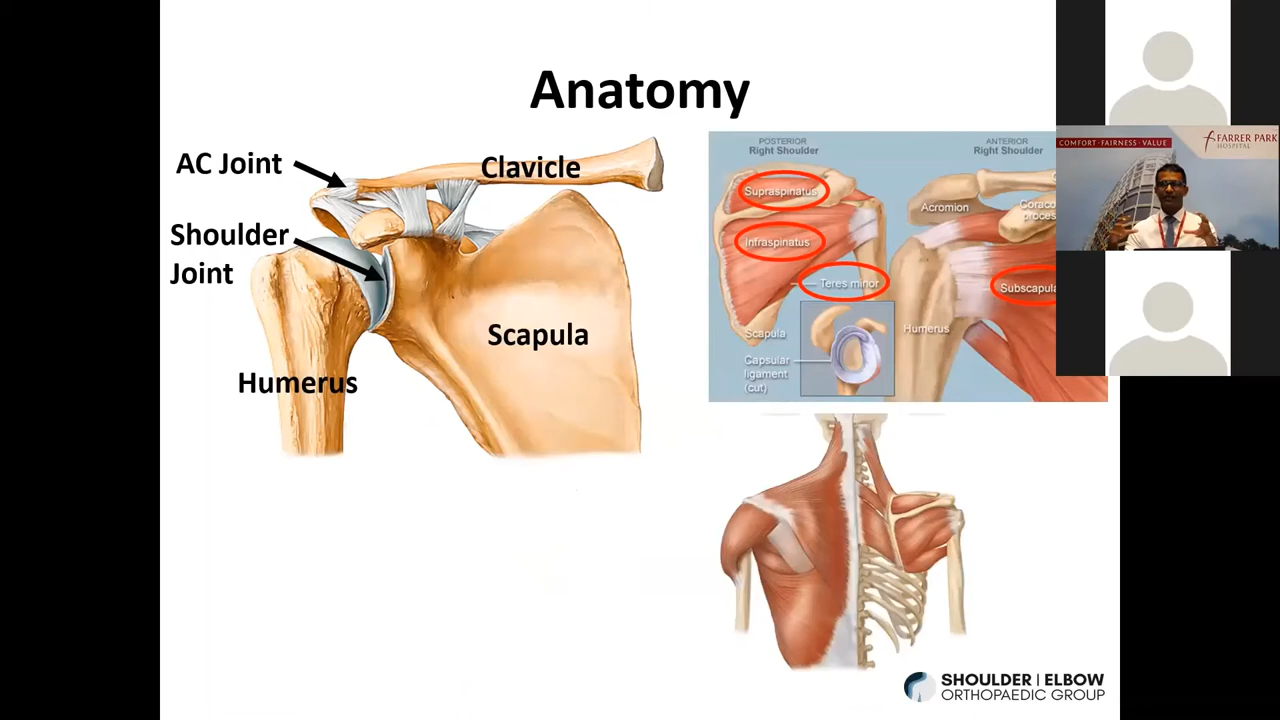 Anatomy
AC Joint
Clavicle
Shoulder
Joint
Scapula
Humerus
POSTERIOR
Right Shoulder
Supraspinatus
Infraspinatus
Teres minor
Scapula
Capsular
ligament
(cut)
ANTERIOR
Right Shoulder
Acromion
Coraco
proces
Subscapula
Humerus
COMFORT · FAIRNESS · VALUE
FARRER PARK
HOSPITAL
SHOULDER | ELBOW
ORTHOPAEDIC GROUP